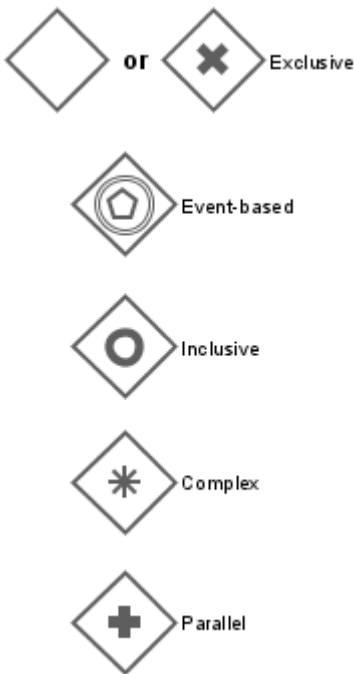 or Exclusive
Event-based
Inclusive
Complex
Parallel